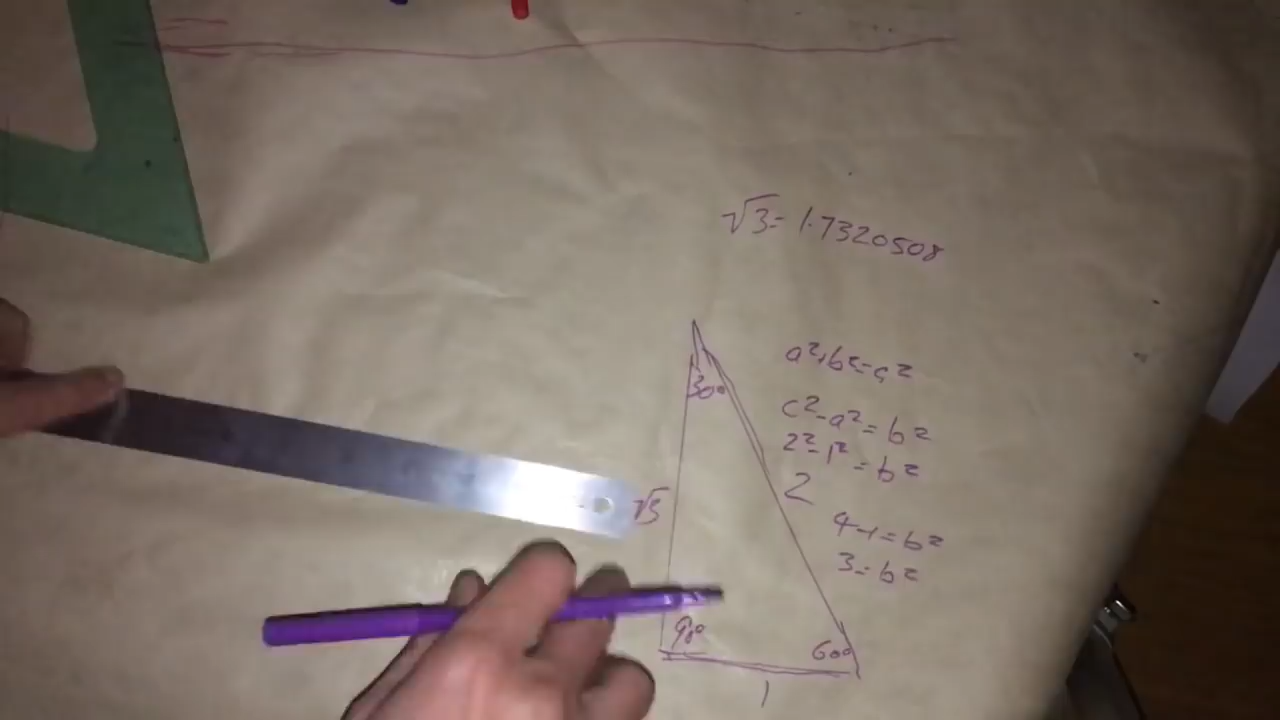 √3= 1.7320508
a²+b²=c²
30°
c²-a²=b²
2²-1²=b²
2
√3
4-1=b²
3=b²
90°
60°
1